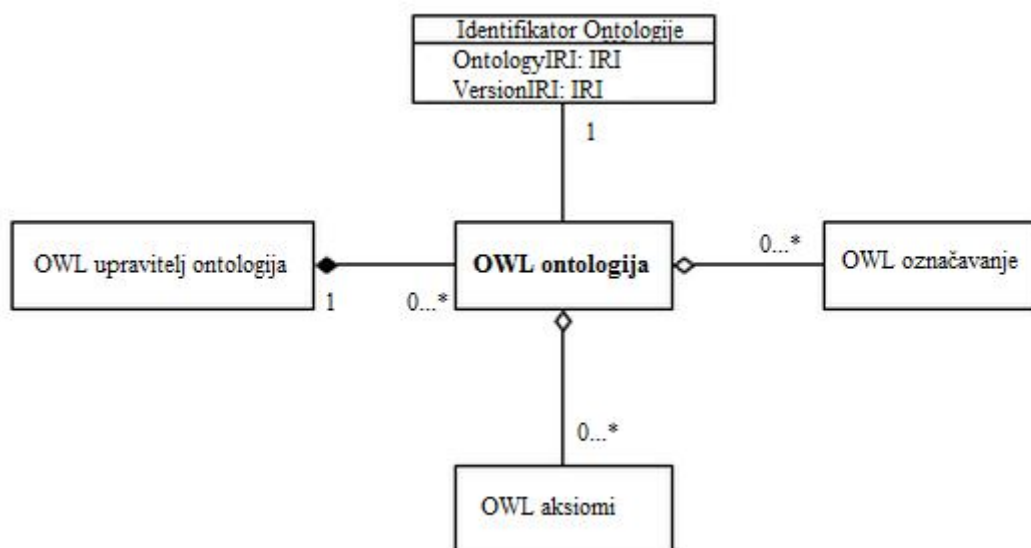 Identifikator Ontologije
OntologyIRI: IRI
VersionIRI: IRI
1
OWL upravitelj ontologija
1
0...*
OWL ontologija
0...*
OWL označavanje
0...*
OWL aksiomi